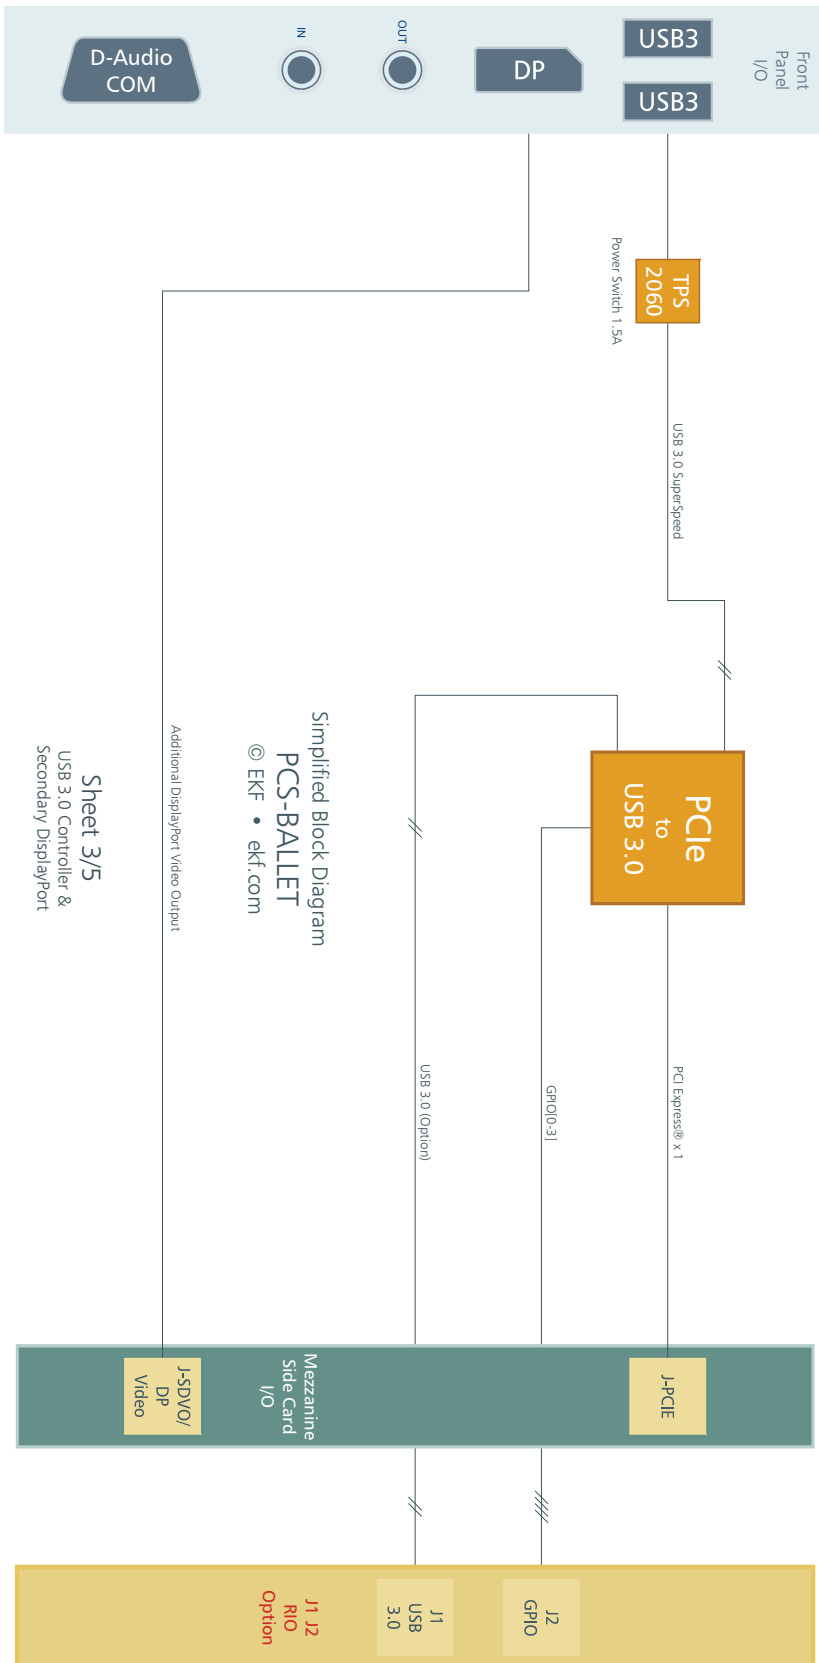 D-Audio
COM
IN
OUT
DP
USB3
USB3
Front
Panel
I/O
TPS
2060
Power Switch 1.5A
USB 3.0 SuperSpeed
PCIe
to
USB 3.0
Simplified Block Diagram
PCS-BALLET
© EKF • ekf.com
Sheet 3/5
USB 3.0 Controller &
Secondary DisplayPort
Additional DisplayPort Video Output
USB 3.0 (Option)
GPIO[0-3]
PCI Express® x 1
J-SDVO/
DP
Video
Mezzanine
Side Card
I/O
J-PCIE
J1 J2
RIO
Option
J1
USB
3.0
J2
GPIO